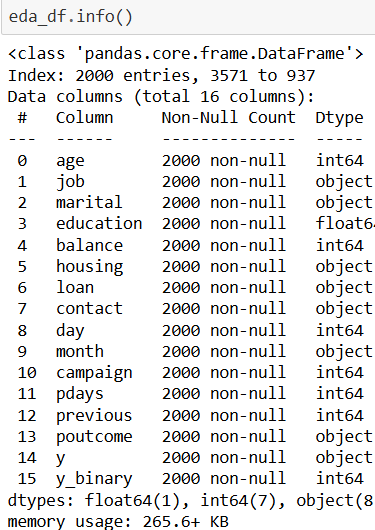 eda_df.info()
<class 'pandas.core.frame.DataFrame'>
Index: 2000 entries, 3571 to 937
Data columns (total 16 columns):
 #   Column     Non-Null Count  Dtype
---  ------     --------------  -----
 0   age        2000 non-null   int64
 1   job        2000 non-null   object
 2   marital    2000 non-null   object
 3   education  2000 non-null   float64
 4   balance    2000 non-null   int64
 5   housing    2000 non-null   object
 6   loan       2000 non-null   object
 7   contact    2000 non-null   object
 8   day        2000 non-null   int64
 9   month      2000 non-null   object
 10  campaign   2000 non-null   int64
 11  pdays      2000 non-null   int64
 12  previous   2000 non-null   int64
 13  poutcome   2000 non-null   object
 14  y          2000 non-null   object
 15  y_binary   2000 non-null   int64
dtypes: float64(1), int64(7), object(8
memory usage: 265.6+ KB